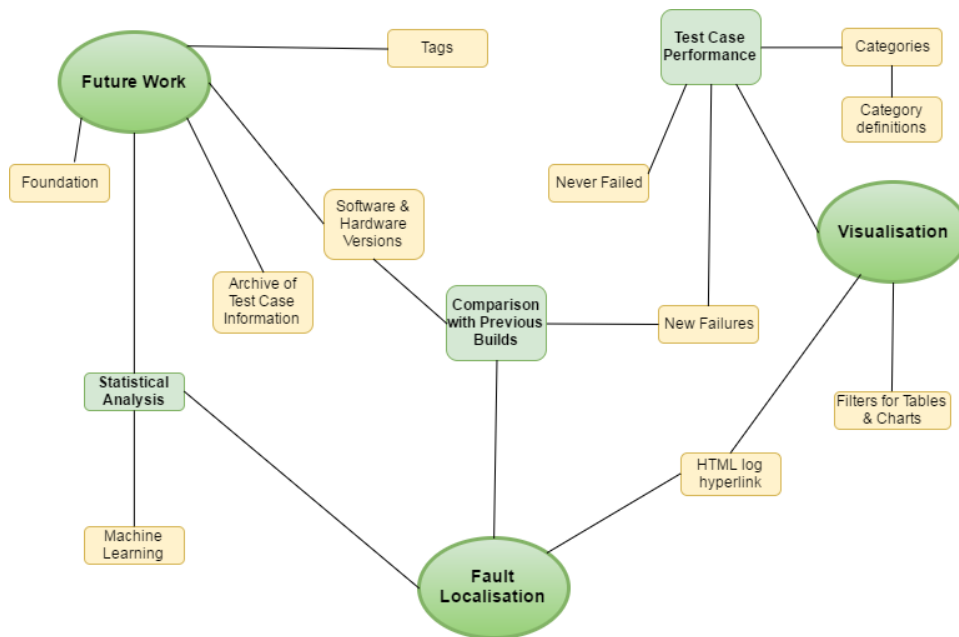 Tags
Test Case
Performance
Categories
Future Work
Category
definitions
Foundation
Never Failed
Software &
Hardware
Versions
Visualisation
Archive of
Test Case
Information
Comparison
with Previous
Builds
New Failures
Statistical
Analysis
Filters for Tables
& Charts
HTML log
hyperlink
Machine
Learning
Fault
Localisation